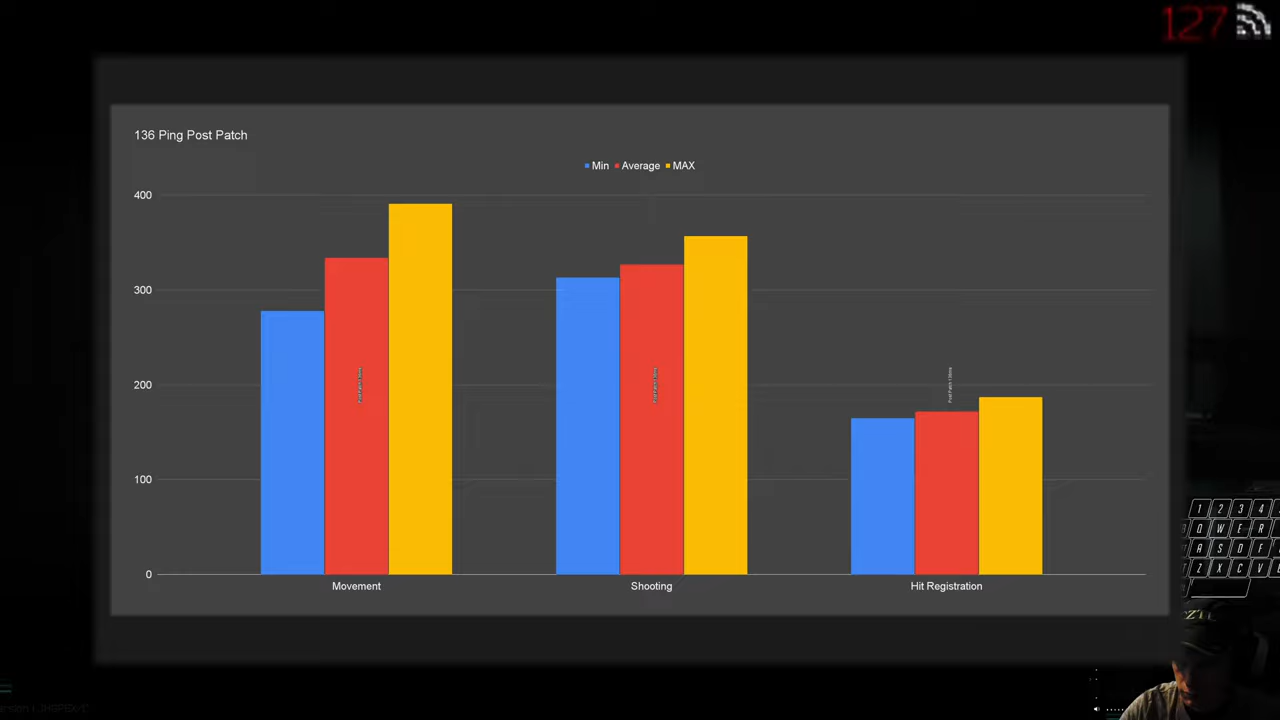 127
136 Ping Post Patch
Min Average MAX
400
300
200
100
0
Movement Shooting Hit Registration
1 2 3 4
Q W E R
A S D F
Z X C V